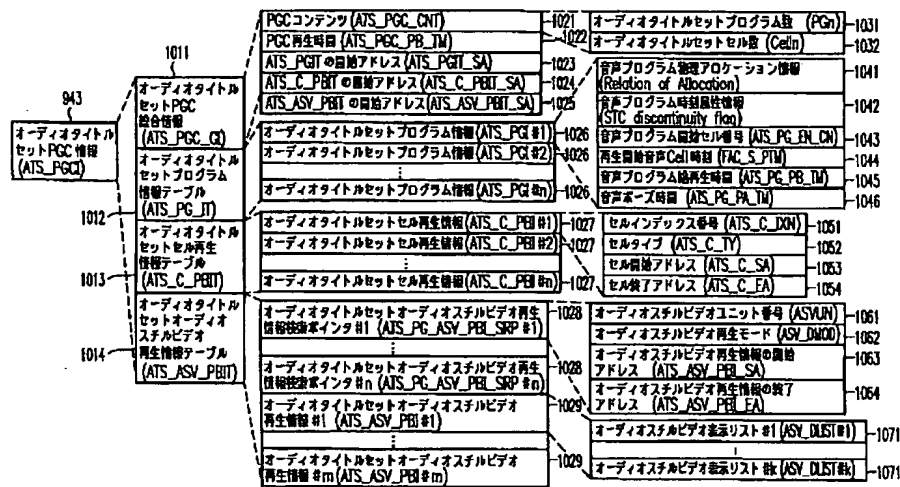 943
オーディオタイトル
セットPGC情報
(ATS_PGCI)
1011
オーディオタイトル
セットPGC
総合情報
(ATS_PGC_GI)
オーディオタイトル
セットプログラム
情報テーブル
(ATS_PG_IT)
1012
オーディオタイトル
セットセル再生
情報テーブル
(ATS_C_PBIT)
1013
オーディオタイトル
セットオーディオ
スチルビデオ
再生情報テーブル
(ATS_ASV_PBIT)
1014
PGCコンテンツ(ATS_PGC_CNT) 1021
PGC再生時間(ATS_PGC_PB_TM) 1022
ATS_PGITの開始アドレス(ATS_PGIT_SA) 1023
ATS_C_PBITの開始アドレス(ATS_C_PBIT_SA) 1024
ATS_ASV_PBITの開始アドレス(ATS_ASV_PBIT_SA) 1025
オーディオタイトルセットプログラム情報(ATS_PGI#1) 1026
オーディオタイトルセットプログラム情報(ATS_PGI#2) 1026
オーディオタイトルセットプログラム情報(ATS_PGI#n) 1026
オーディオタイトルセットセル再生情報(ATS_C_PBI#1) 1027
オーディオタイトルセットセル再生情報(ATS_C_PBI#2) 1027
オーディオタイトルセットセル再生情報(ATS_C_PBI#n) 1027
オーディオタイトルセットオーディオスチルビデオ再生
情報検索ポインタ#1 (ATS_PG_ASV_PBI_SRP#1) 1028
オーディオタイトルセットオーディオスチルビデオ再生
情報検索ポインタ#n (ATS_PG_ASV_PBI_SRP#n) 1028
オーディオタイトルセットオーディオスチルビデオ
再生情報#1 (ATS_ASV_PBI#1) 1029
オーディオタイトルセットオーディオスチルビデオ
再生情報#m(ATS_ASV_PBI#m) 1029
オーディオタイトルセットプログラム数 (PGn) 1031
オーディオタイトルセットセル数 (Celln) 1032
音声プログラム物理アロケーション情報
(Relation of Allocation) 1041
音声プログラム時刻属性情報
(STC discontinuity flag) 1042
音声プログラム開始セル番号(ATS_PG_EN_CN) 1043
再生開始音声Cell時刻(FAC_S_PTM) 1044
音声プログラム総再生時間(ATS_PG_PB_TM) 1045
音声ポーズ時間(ATS_PG_PA_TM) 1046
セルインデックス番号(ATS_C_IXN) 1051
セルタイプ(ATS_C_TY) 1052
セル開始アドレス(ATS_C_SA) 1053
セル終了アドレス(ATS_C_EA) 1054
オーディオスチルビデオユニット番号(ASVUN) 1061
オーディオスチルビデオ再生モード(ASV_DMOD) 1062
オーディオスチルビデオ再生情報の開始
アドレス (ATS_ASV_PBI_SA) 1063
オーディオスチルビデオ再生情報の終了
アドレス (ATS_ASV_PBI_EA) 1064
オーディオスチルビデオ表示リスト#1(ASV_DLIST#1) 1071
オーディオスチルビデオ表示リスト#k(ASV_DLIST#k) 1071